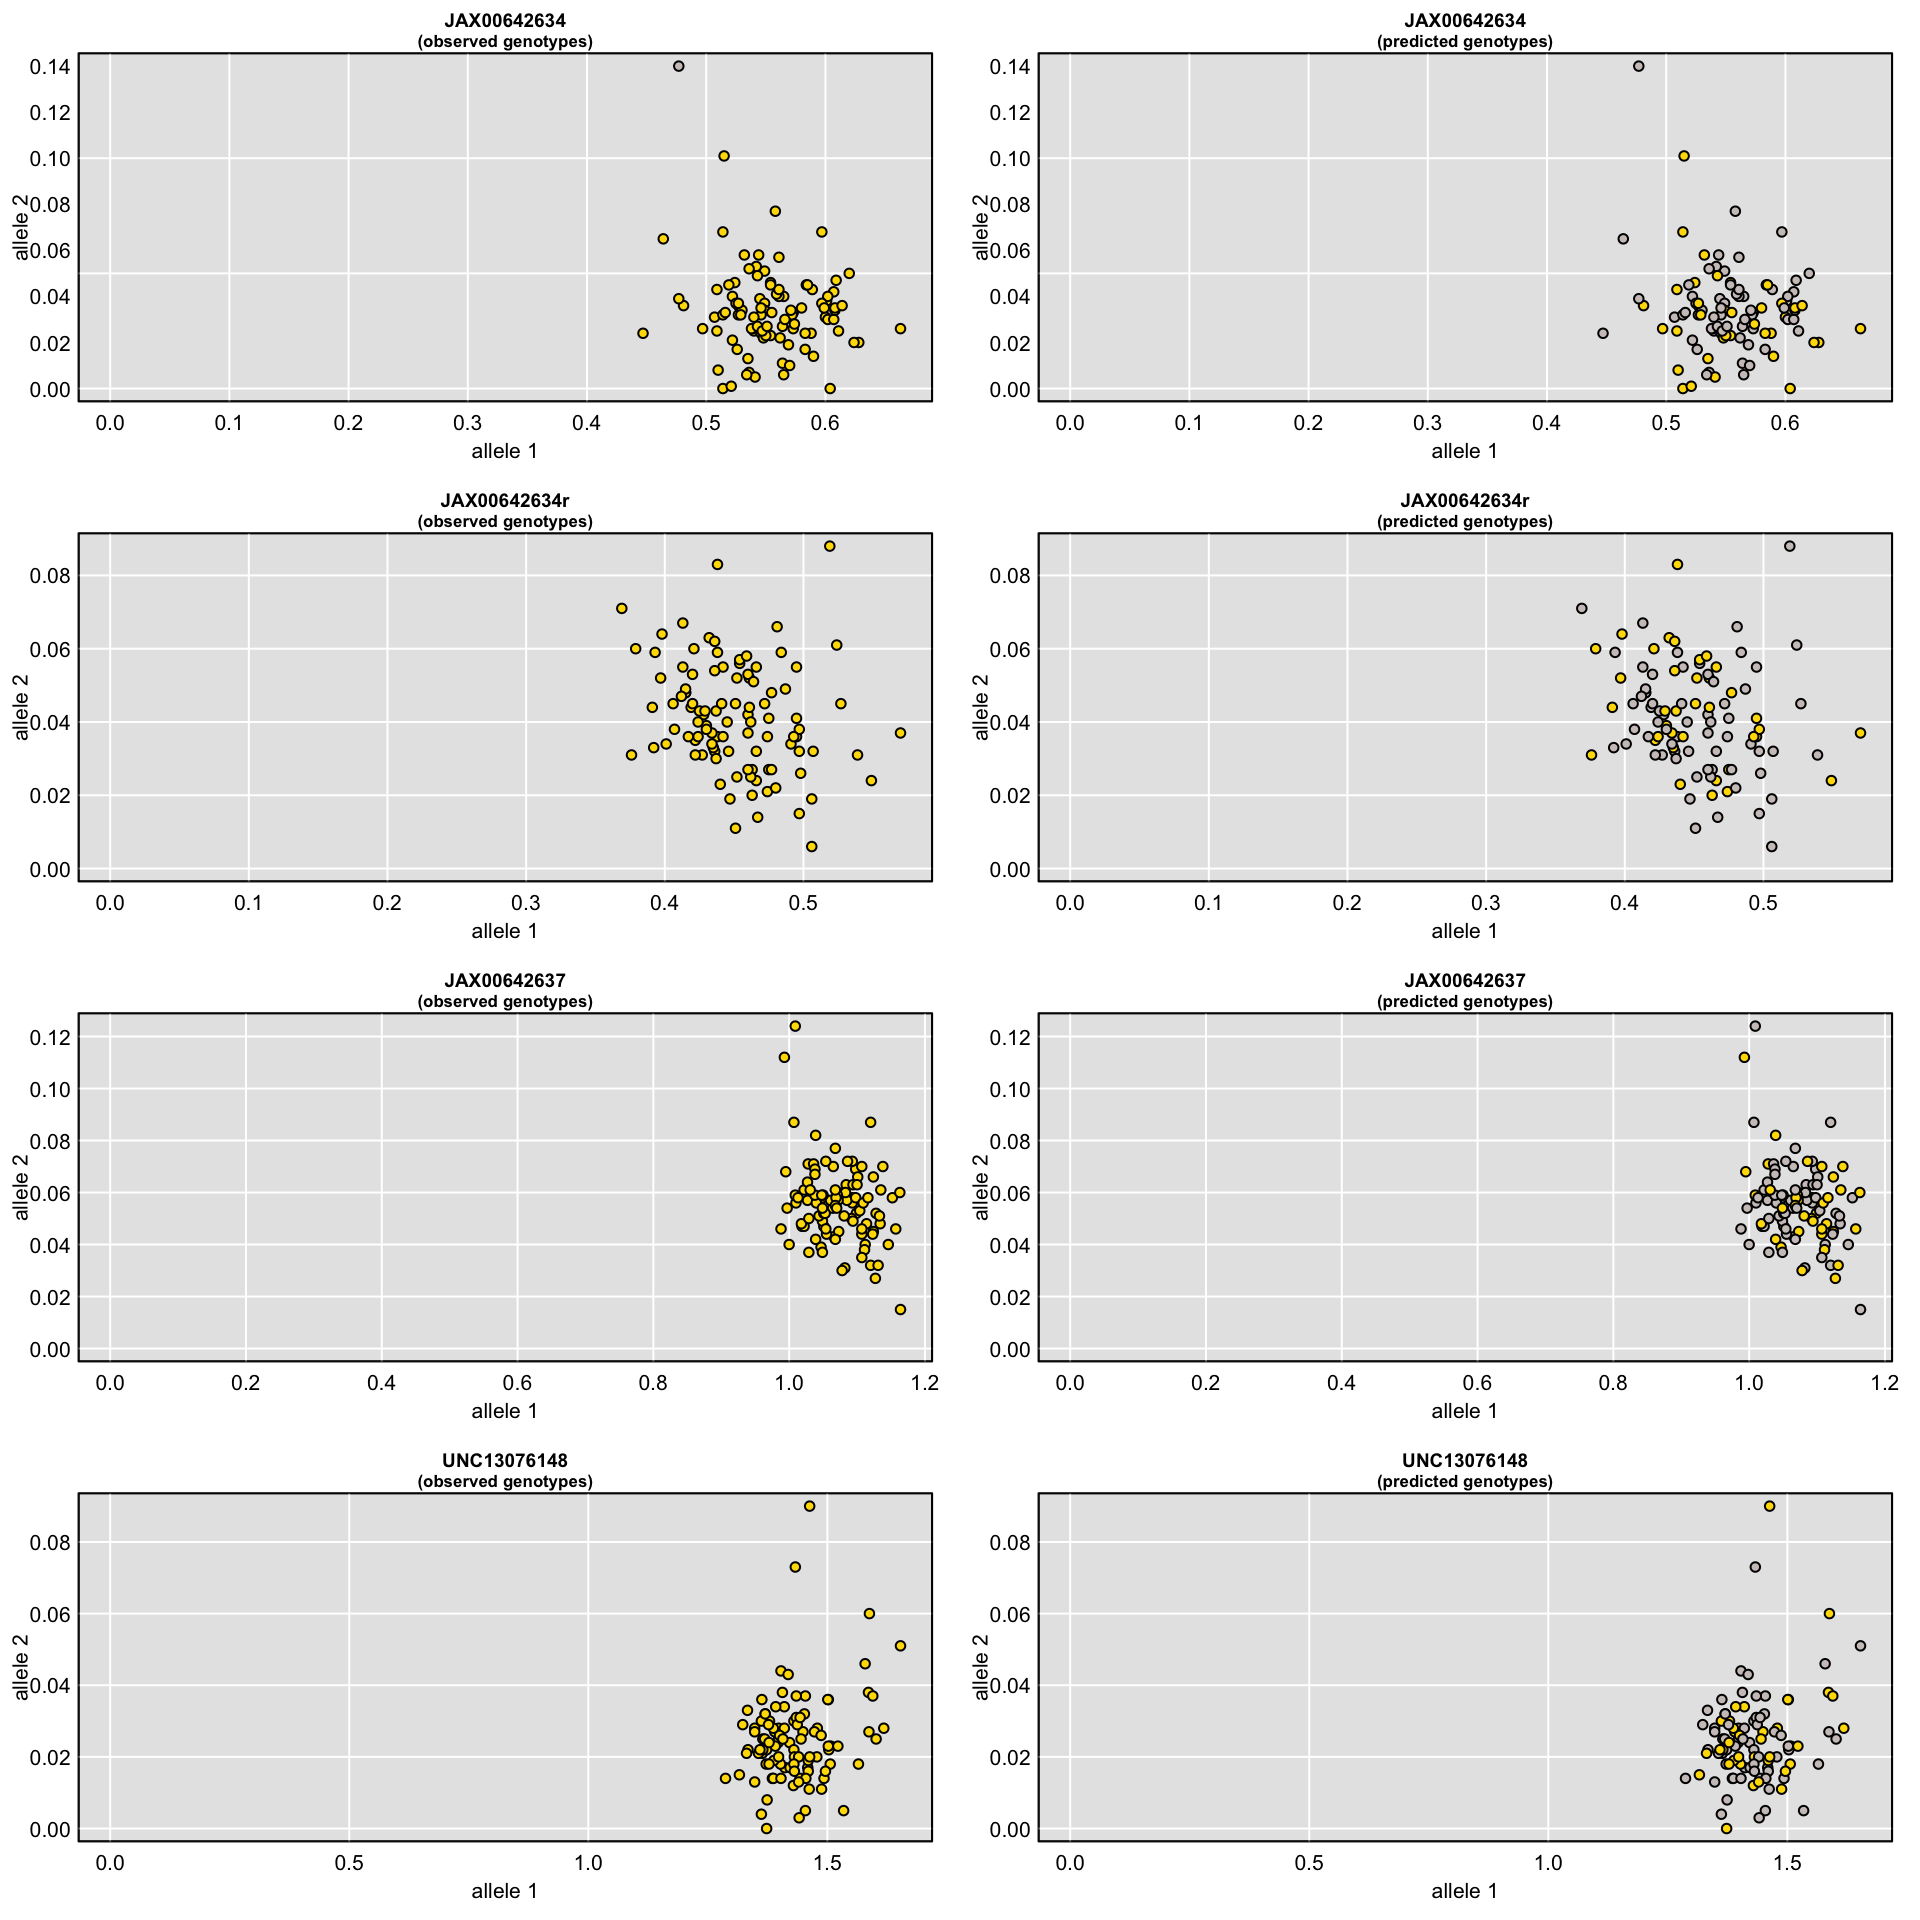 JAX00642634
(observed genotypes)
allele 2
0.14
0.12
0.10
0.08
0.06
0.04
0.02
0.00
0.0 0.1 0.2 0.3 0.4 0.5 0.6
allele 1
JAX00642634
(predicted genotypes)
allele 2
0.14
0.12
0.10
0.08
0.06
0.04
0.02
0.00
0.0 0.1 0.2 0.3 0.4 0.5 0.6
allele 1
JAX00642634r
(observed genotypes)
allele 2
0.08
0.06
0.04
0.02
0.00
0.0 0.1 0.2 0.3 0.4 0.5
allele 1
JAX00642634r
(predicted genotypes)
allele 2
0.08
0.06
0.04
0.02
0.00
0.0 0.1 0.2 0.3 0.4 0.5
allele 1
JAX00642637
(observed genotypes)
allele 2
0.12
0.10
0.08
0.06
0.04
0.02
0.00
0.0 0.2 0.4 0.6 0.8 1.0 1.2
allele 1
JAX00642637
(predicted genotypes)
allele 2
0.12
0.10
0.08
0.06
0.04
0.02
0.00
0.0 0.2 0.4 0.6 0.8 1.0 1.2
allele 1
UNC13076148
(observed genotypes)
allele 2
0.08
0.06
0.04
0.02
0.00
0.0 0.5 1.0 1.5
allele 1
UNC13076148
(predicted genotypes)
allele 2
0.08
0.06
0.04
0.02
0.00
0.0 0.5 1.0 1.5
allele 1